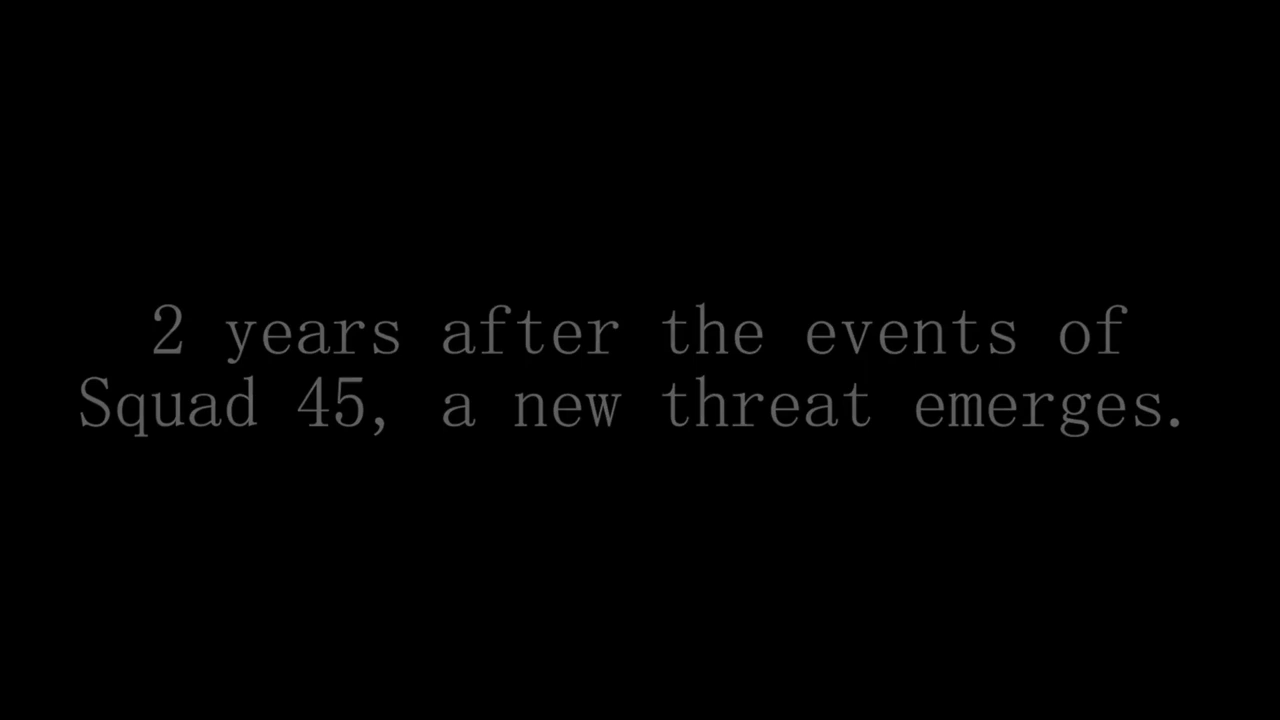 2 years after the events of
Squad 45, a new threat emerges.